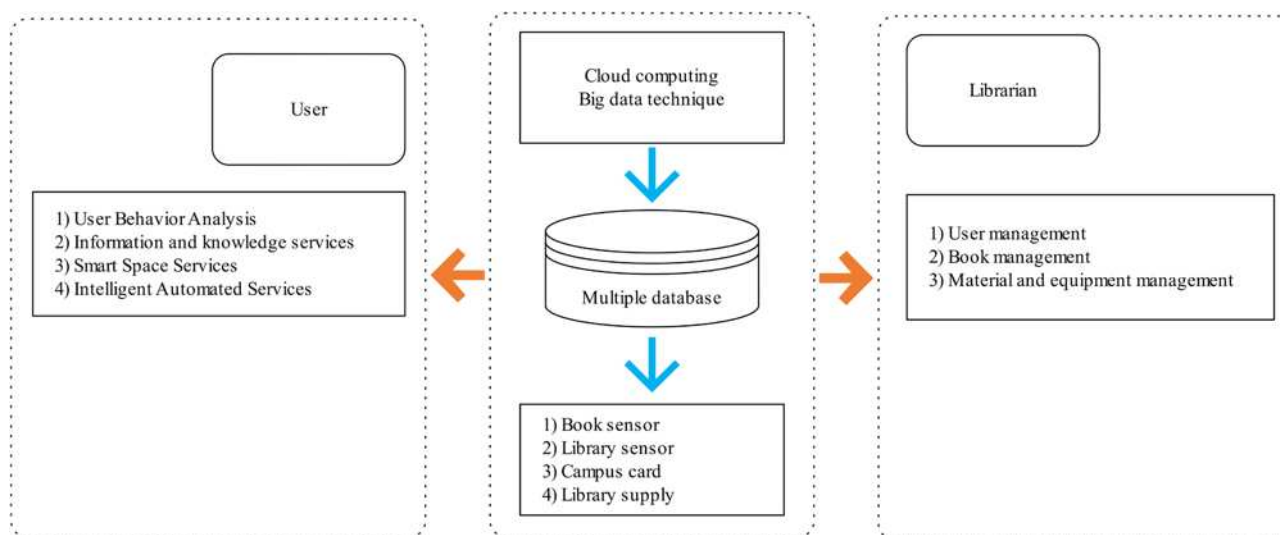 User
1) User Behavior Analysis
2) Information and knowledge services
3) Smart Space Services
4) Intelligent Automated Services
Cloud computing
Big data technique
Multiple database
1) Book sensor
2) Library sensor
3) Campus card
4) Library supply
Librarian
1) User management
2) Book management
3) Material and equipment management